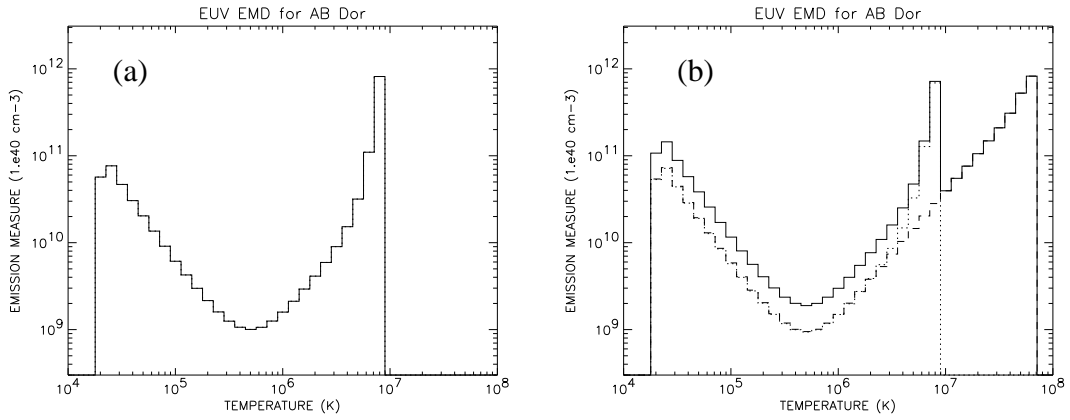 EUV EMD for AB Dor
(a)
EMISSION MEASURE (1.e40 cm-3)
10^12
10^11
10^10
10^9
10^4 10^5 10^6 10^7 10^8
TEMPERATURE (K)
EUV EMD for AB Dor
(b)
EMISSION MEASURE (1.e40 cm-3)
10^12
10^11
10^10
10^9
10^4 10^5 10^6 10^7 10^8
TEMPERATURE (K)